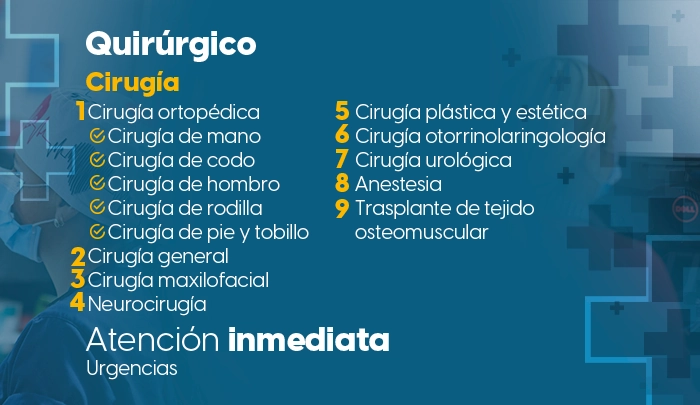 Quirúrgico
Cirugía
1 Cirugía ortopédica
Cirugía de mano
Cirugía de codo
Cirugía de hombro
Cirugía de rodilla
Cirugía de pie y tobillo
2 Cirugía general
3 Cirugía maxilofacial
4 Neurocirugía
5 Cirugía plástica y estética
6 Cirugía otorrinolaringología
7 Cirugía urológica
8 Anestesia
9 Trasplante de tejido
osteomuscular
Atención inmediata
Urgencias
DELL